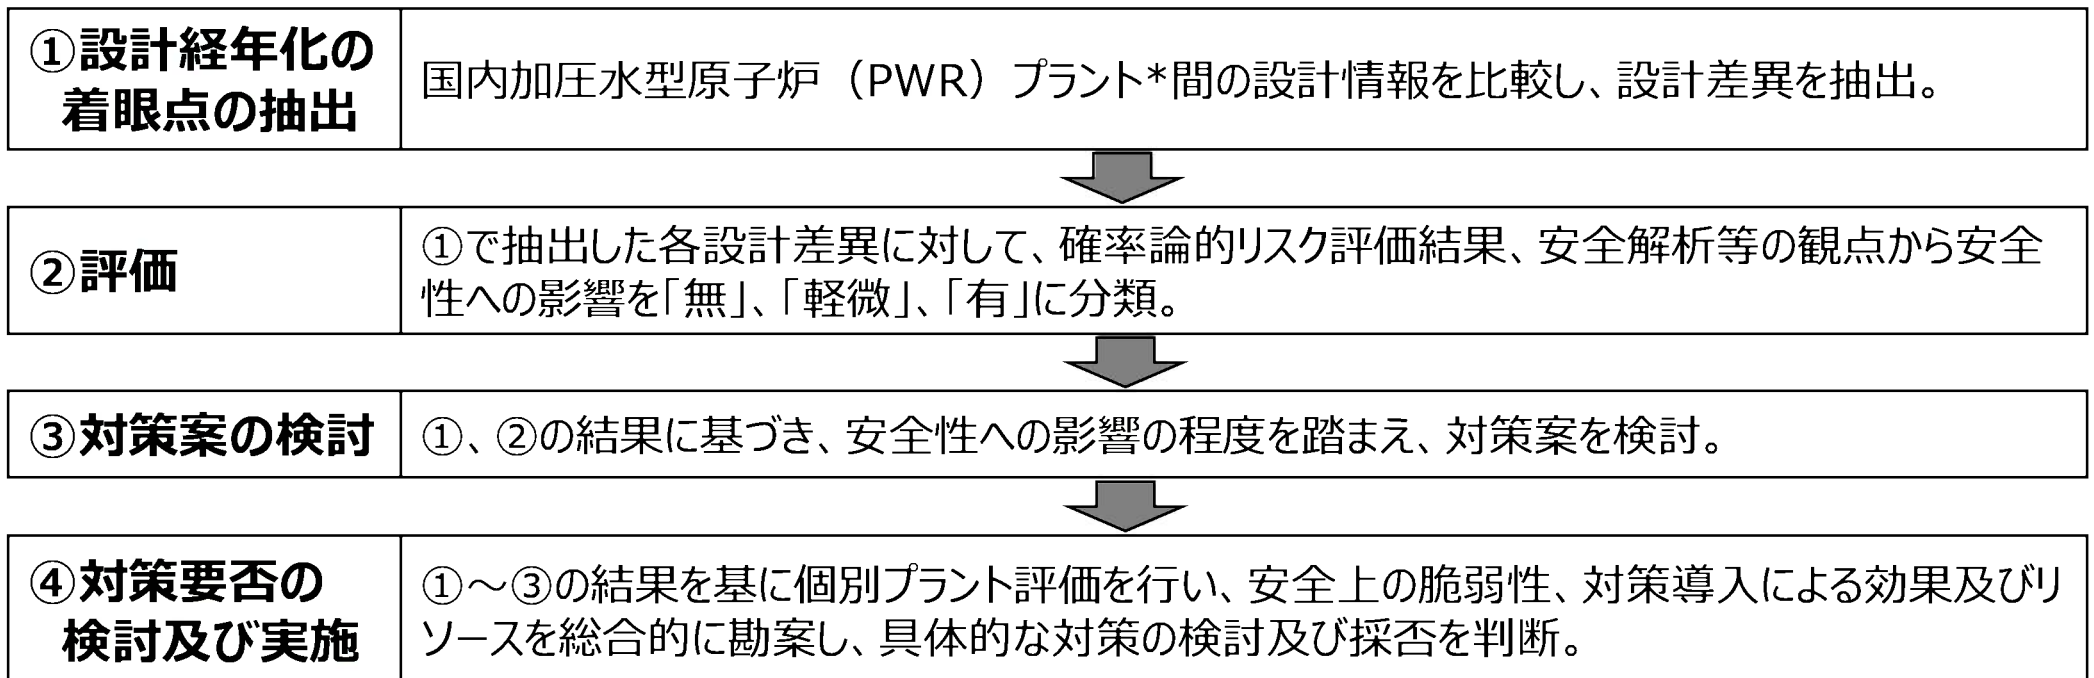 ①設計経年化の
着眼点の抽出
国内加圧水型原子炉（PWR）プラント*間の設計情報を比較し、設計差異を抽出。
②評価
①で抽出した各設計差異に対して、確率論的リスク評価結果、安全解析等の観点から安全
性への影響を「無」、「軽微」、「有」に分類。
③対策案の検討
①、②の結果に基づき、安全性への影響の程度を踏まえ、対策案を検討。
④対策要否の
検討及び実施
①～③の結果を基に個別プラント評価を行い、安全上の脆弱性、対策導入による効果及びリ
ソースを総合的に勘案し、具体的な対策の検討及び採否を判断。